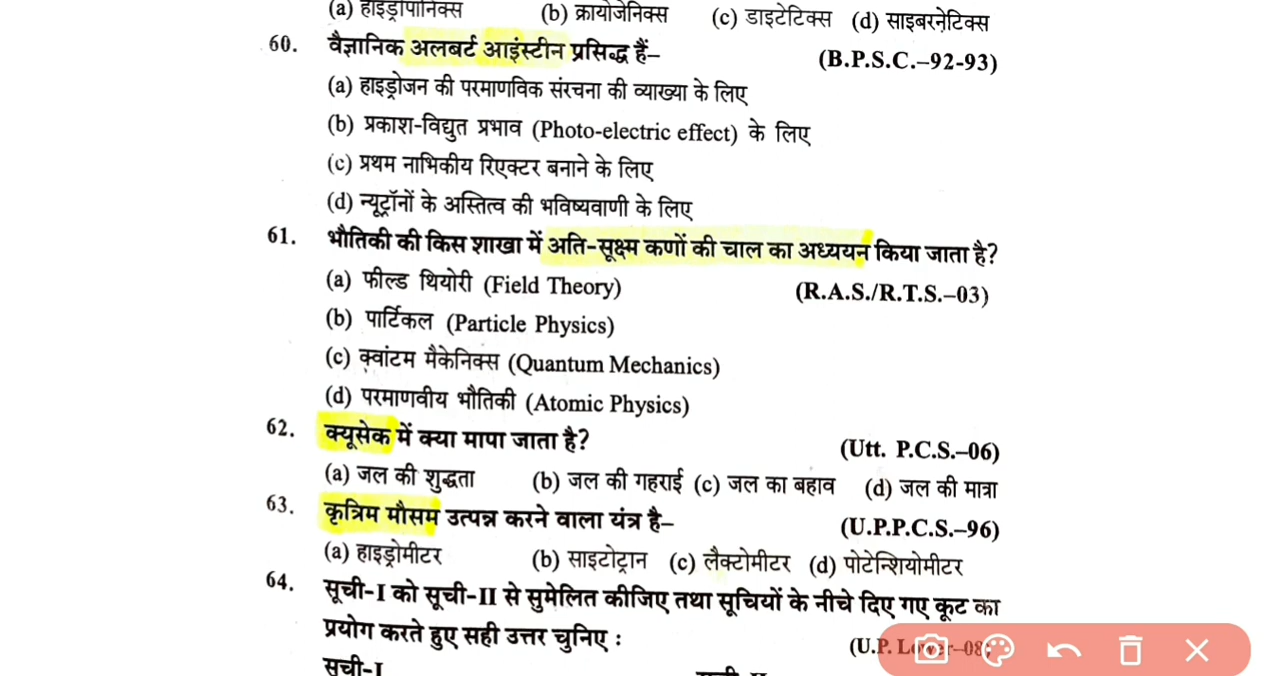 (a) हाइड्रोपोनिक्स (b) क्रायोजेनिक्स (c) डाइटेटिक्स (d) साइबरनेटिक्स
60. वैज्ञानिक अलबर्ट आइंस्टीन प्रसिद्ध हैं– (B.P.S.C.–92-93)
(a) हाइड्रोजन की परमाणविक संरचना की व्याख्या के लिए
(b) प्रकाश-विद्युत प्रभाव (Photo-electric effect) के लिए
(c) प्रथम नाभिकीय रिएक्टर बनाने के लिए
(d) न्यूट्रॉनों के अस्तित्व की भविष्यवाणी के लिए
61. भौतिकी की किस शाखा में अति-सूक्ष्म कणों की चाल का अध्ययन किया जाता है?
(a) फील्ड थियोरी (Field Theory) (R.A.S./R.T.S.–03)
(b) पार्टिकल (Particle Physics)
(c) क्वांटम मैकेनिक्स (Quantum Mechanics)
(d) परमाणवीय भौतिकी (Atomic Physics)
62. क्यूसेक में क्या मापा जाता है? (Utt. P.C.S.–06)
(a) जल की शुद्धता (b) जल की गहराई (c) जल का बहाव (d) जल की मात्रा
63. कृत्रिम मौसम उत्पन्न करने वाला यंत्र है– (U.P.P.C.S.–96)
(a) हाइड्रोमीटर (b) साइटोट्रान (c) लैक्टोमीटर (d) पोटेन्शियोमीटर
64. सूची-I को सूची-II से सुमेलित कीजिए तथा सूचियों के नीचे दिए गए कूट का
प्रयोग करते हुए सही उत्तर चुनिए : (U.P. Lower–08)
सूची-I